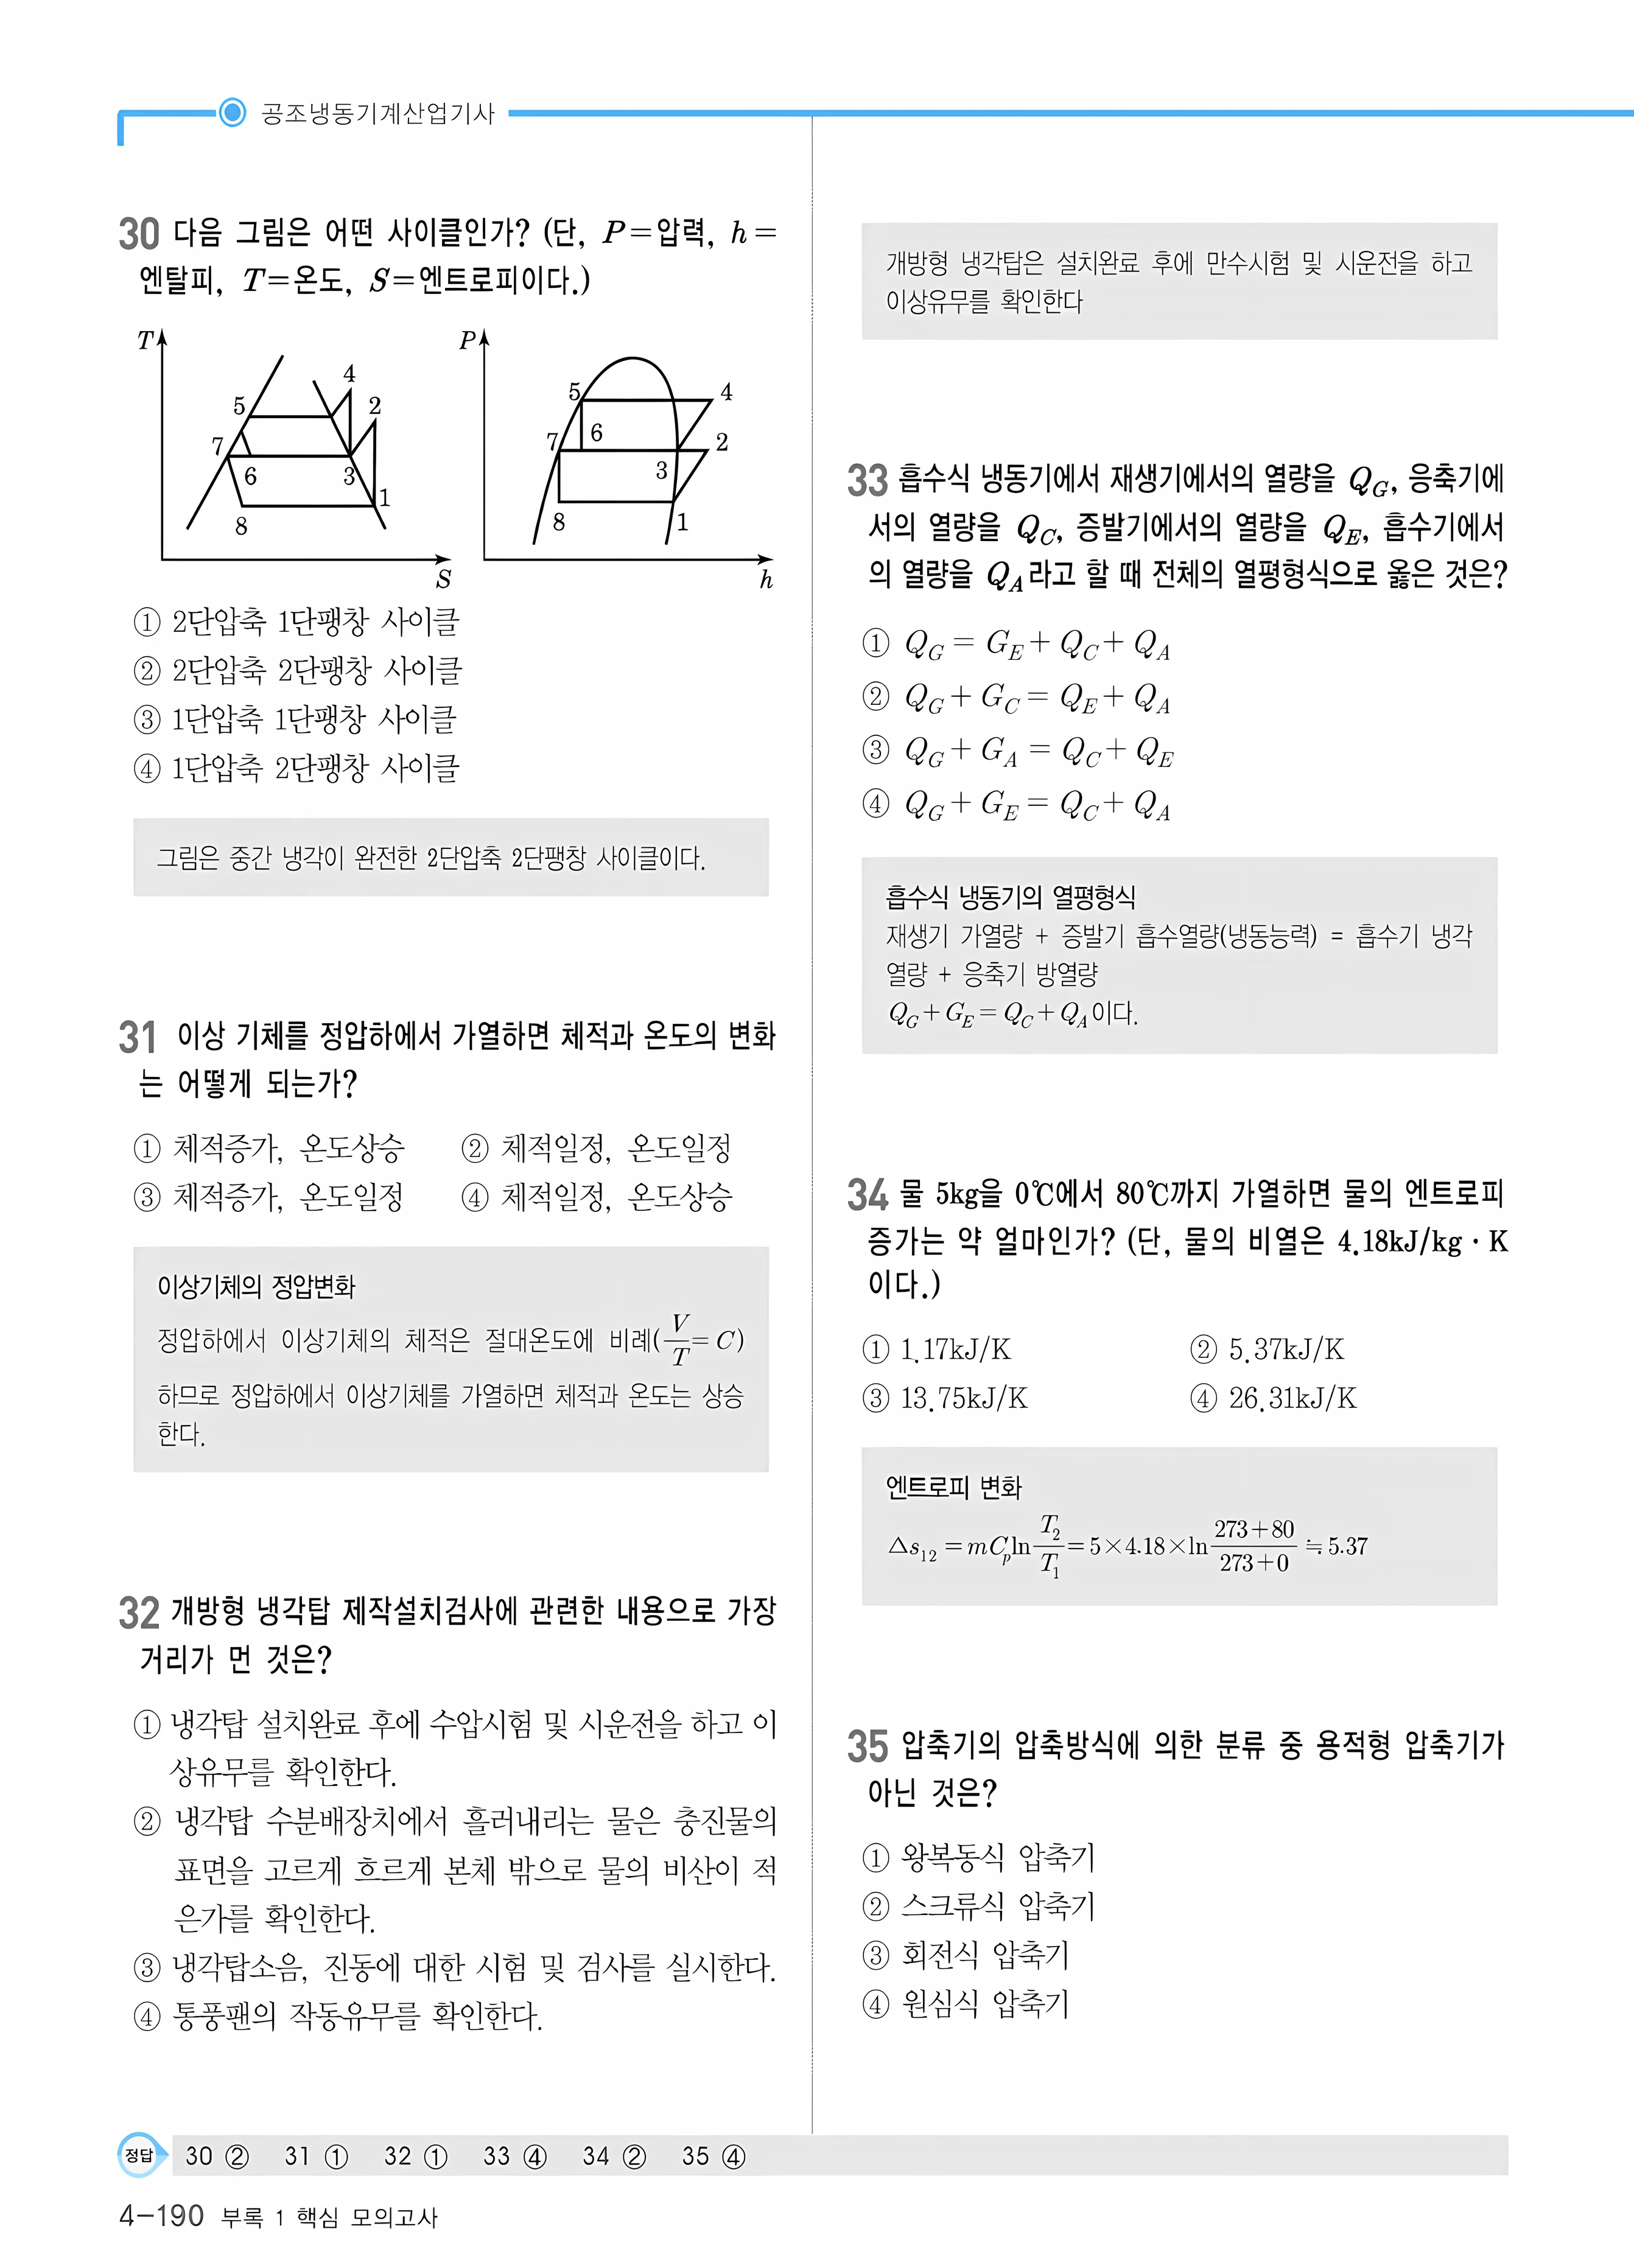 공조냉동기계산업기사
30 다음 그림은 어떤 사이클인가? (단, P=압력, h=
엔탈피, T=온도, S=엔트로피이다.)
T
4
5
2
7
6
3
1
8
S
P
5
4
7
6
2
3
8
1
h
① 2단압축 1단팽창 사이클
② 2단압축 2단팽창 사이클
③ 1단압축 1단팽창 사이클
④ 1단압축 2단팽창 사이클
그림은 중간 냉각이 완전한 2단압축 2단팽창 사이클이다.
31 이상 기체를 정압하에서 가열하면 체적과 온도의 변화
는 어떻게 되는가?
① 체적증가, 온도상승 ② 체적일정, 온도일정
③ 체적증가, 온도일정 ④ 체적일정, 온도상승
이상기체의 정압변화
정압하에서 이상기체의 체적은 절대온도에 비례(V/T = C)
하므로 정압하에서 이상기체를 가열하면 체적과 온도는 상승
한다.
32 개방형 냉각탑 제작설치검사에 관련한 내용으로 가장
거리가 먼 것은?
① 냉각탑 설치완료 후에 수압시험 및 시운전을 하고 이
상유무를 확인한다.
② 냉각탑 수분배장치에서 흘러내리는 물은 충진물의
표면을 고르게 흐르게 본체 밖으로 물의 비산이 적
은가를 확인한다.
③ 냉각탑소음, 진동에 대한 시험 및 검사를 실시한다.
④ 통풍팬의 작동유무를 확인한다.
개방형 냉각탑은 설치완료 후에 만수시험 및 시운전을 하고
이상유무를 확인한다
33 흡수식 냉동기에서 재생기에서의 열량을 Q_G, 응축기에
서의 열량을 Q_C, 증발기에서의 열량을 Q_E, 흡수기에서
의 열량을 Q_A라고 할 때 전체의 열평형식으로 옳은 것은?
① Q_G = G_E + Q_C + Q_A
② Q_G + G_C = Q_E + Q_A
③ Q_G + G_A = Q_C + Q_E
④ Q_G + G_E = Q_C + Q_A
흡수식 냉동기의 열평형식
재생기 가열량 + 증발기 흡수열량(냉동능력) = 흡수기 냉각
열량 + 응축기 방열량
Q_G + G_E = Q_C + Q_A이다.
34 물 5kg을 0℃에서 80℃까지 가열하면 물의 엔트로피
증가는 약 얼마인가? (단, 물의 비열은 4.18kJ/kg · K
이다.)
① 1.17kJ/K ② 5.37kJ/K
③ 13.75kJ/K ④ 26.31kJ/K
엔트로피 변화
△s_12 = mC_p ln T_2/T_1 = 5×4.18×ln (273+80)/(273+0) ≒ 5.37
35 압축기의 압축방식에 의한 분류 중 용적형 압축기가
아닌 것은?
① 왕복동식 압축기
② 스크류식 압축기
③ 회전식 압축기
④ 원심식 압축기
정답 30 ② 31 ① 32 ① 33 ④ 34 ② 35 ④
4-190 부록 1 핵심 모의고사